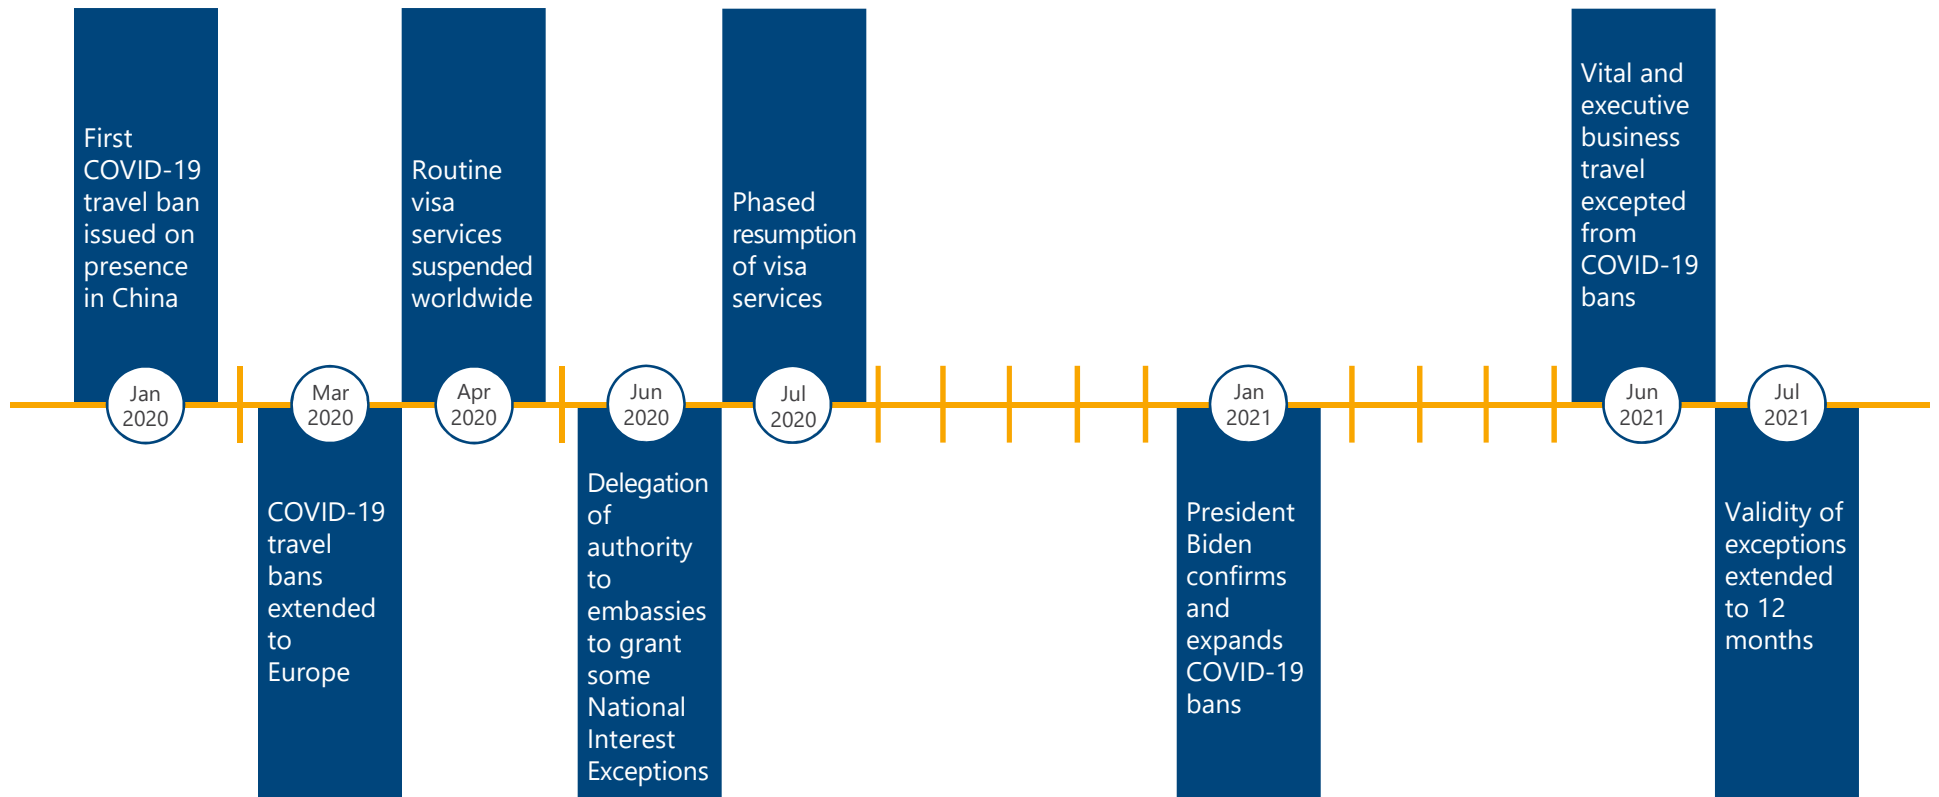 First
COVID-19
travel ban
issued on
presence
in China
Jan
2020
COVID-19
travel
bans
extended
to
Europe
Mar
2020
Routine
visa
services
suspended
worldwide
Apr
2020
Jun
2020
Delegation
of
authority
to
embassies
to grant
some
National
Interest
Exceptions
Phased
resumption
of visa
services
Jul
2020
Jan
2021
President
Biden
confirms
and
expands
COVID-19
bans
Vital and
executive
business
travel
excepted
from
COVID-19
bans
Jun
2021
Jul
2021
Validity of
exceptions
extended
to 12
months